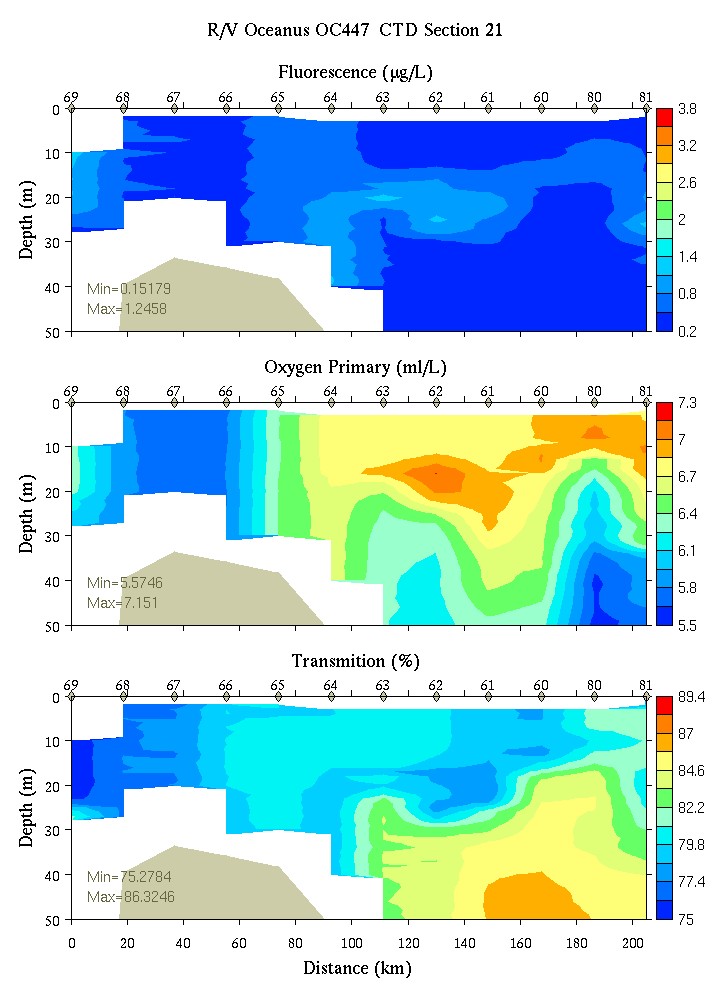 R/V Oceanus OC447 CTD Section 21
Fluorescence (µg/L)
69 68 67 66 65 64 63 62 61 60 80 81
0
10
20
30
40
50
Depth (m)
Min=0.15179
Max=1.2458
3.8
3.2
2.6
2
1.4
0.8
0.2
Oxygen Primary (ml/L)
69 68 67 66 65 64 63 62 61 60 80 81
0
10
20
30
40
50
Depth (m)
Min=5.5746
Max=7.151
7.3
7
6.7
6.4
6.1
5.8
5.5
Transmition (%)
69 68 67 66 65 64 63 62 61 60 80 81
0
10
20
30
40
50
Depth (m)
Min=75.2784
Max=86.3246
89.4
87
84.6
82.2
79.8
77.4
75
0 20 40 60 80 100 120 140 160 180 200
Distance (km)